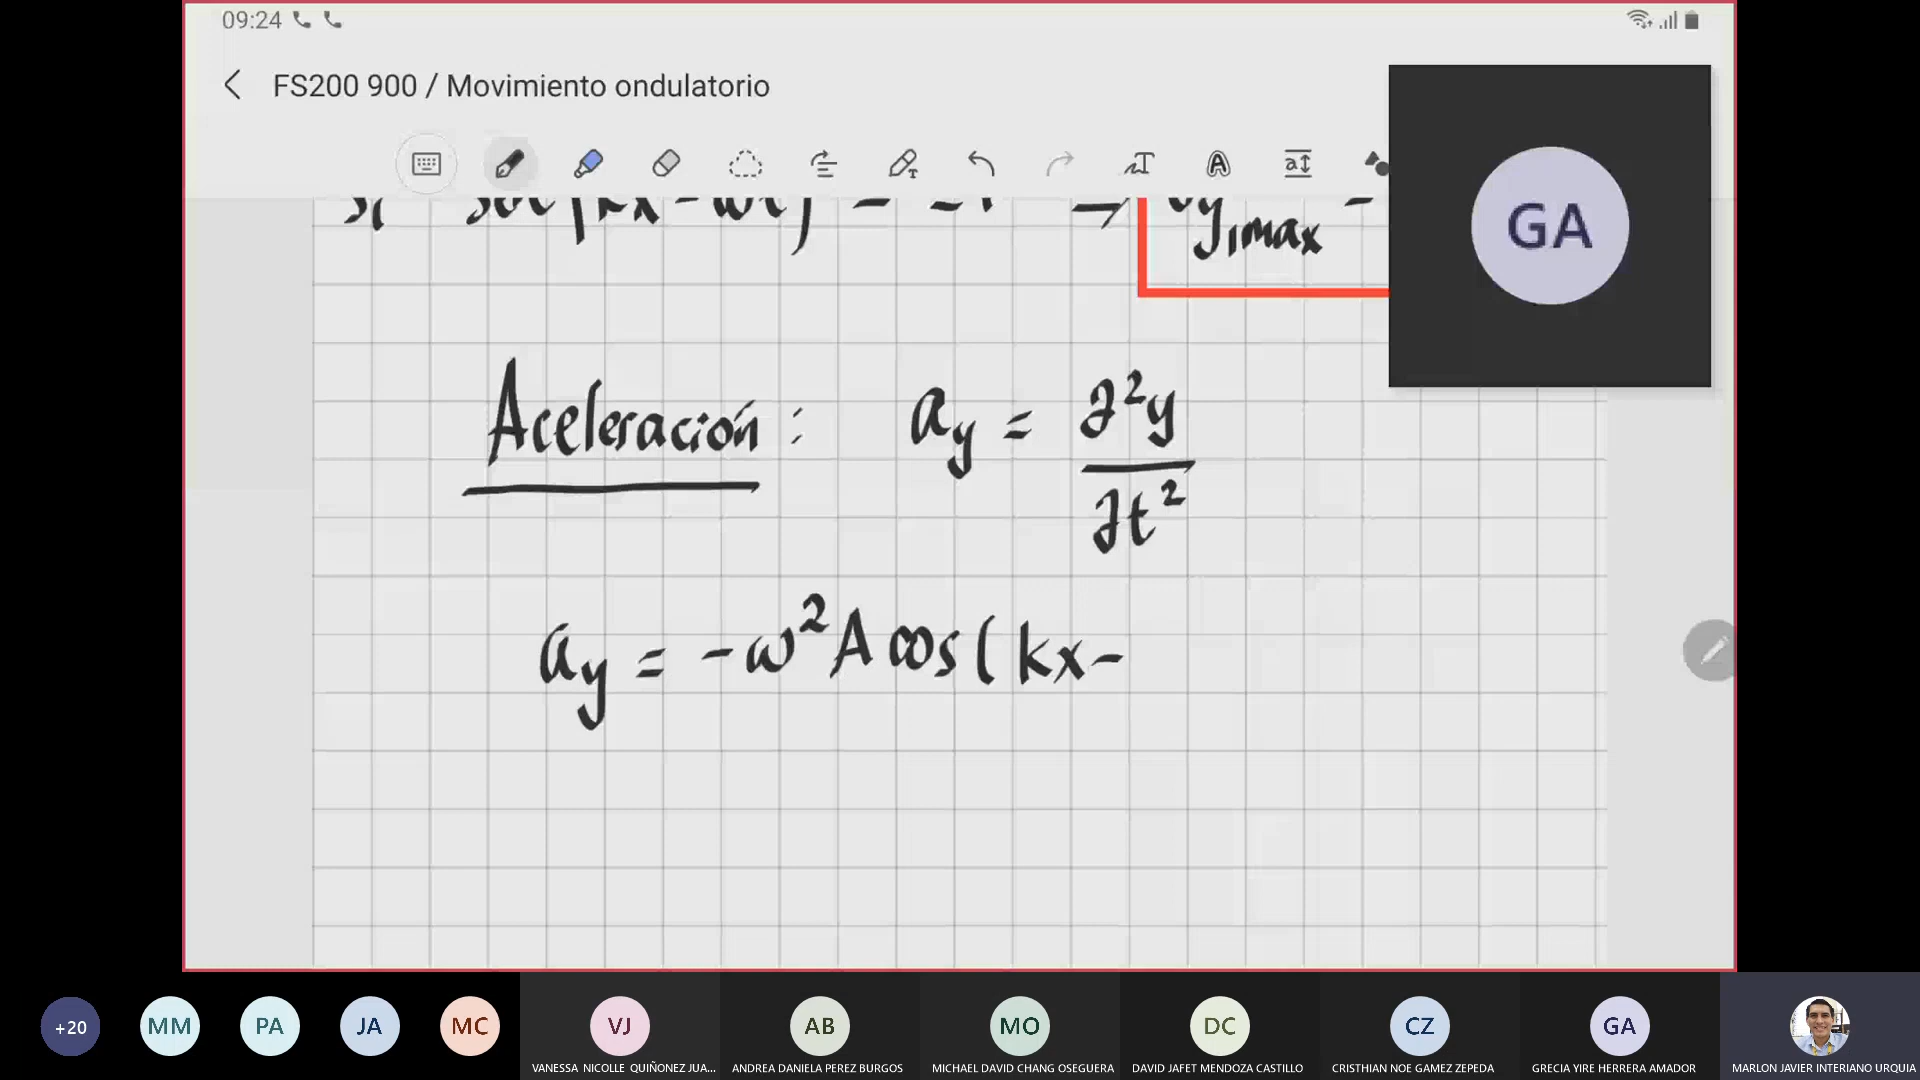 09:24
FS200 900 / Movimiento ondulatorio
GA
y,max
Aceleración : ay = ∂²y / ∂t²
ay = -ω²A cos( kx-
+20 MM PA JA MC VJ AB MO DC CZ GA
VANESSA NICOLLE QUIÑONEZ JUA... ANDREA DANIELA PEREZ BURGOS MICHAEL DAVID CHANG OSEGUERA DAVID JAFET MENDOZA CASTILLO CRISTHIAN NOE GAMEZ ZEPEDA GRECIA YIRE HERRERA AMADOR MARLON JAVIER INTERIANO URQUIA